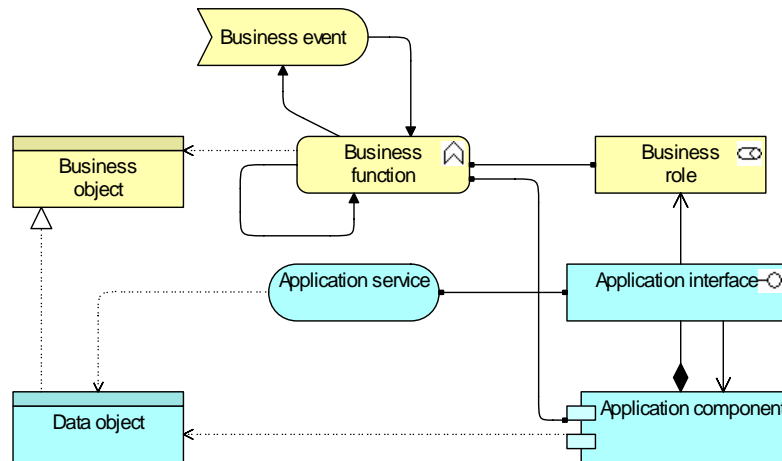 Business event
Business
object
Business
function
Business
role
Application service
Application interface
Data object
Application component